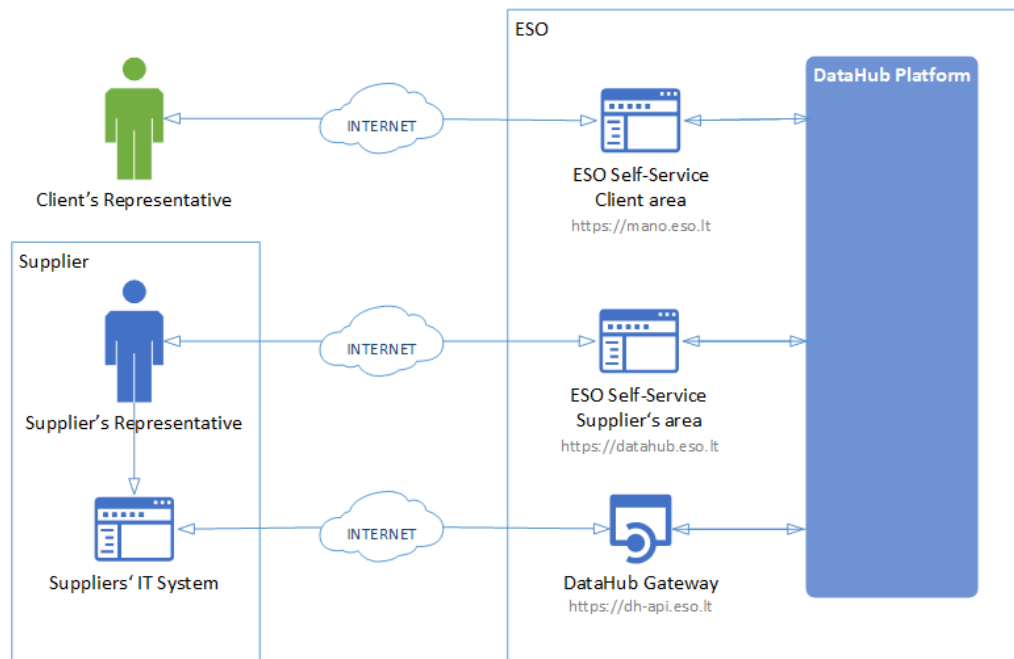 ESO
DataHub Platform
INTERNET
Client's Representative
ESO Self-Service
Client area
https://mano.eso.lt
Supplier
INTERNET
Supplier's Representative
ESO Self-Service
Supplier‘s area
https://datahub.eso.lt
INTERNET
Suppliers‘ IT System
DataHub Gateway
https://dh-api.eso.lt